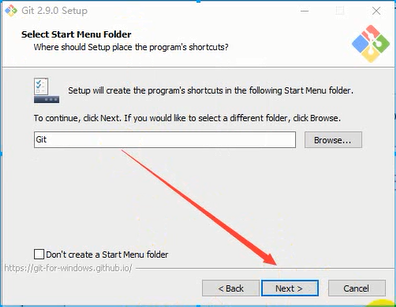 Git 2.9.0 Setup
Select Start Menu Folder
Where should Setup place the program's shortcuts?
Setup will create the program's shortcuts in the following Start Menu folder.
To continue, click Next. If you would like to select a different folder, click Browse.
Git
Browse...
Don't create a Start Menu folder
https://git-for-windows.github.io/
< Back
Next >
Cancel